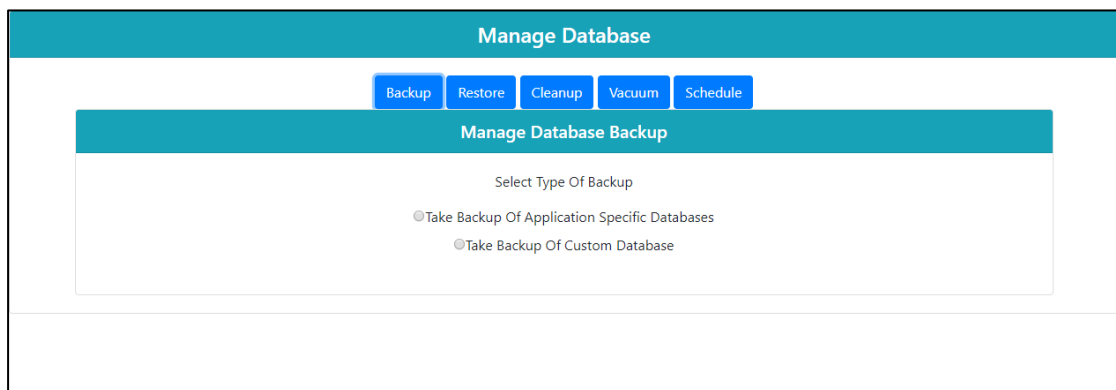 Manage Database
Backup Restore Cleanup Vacuum Schedule
Manage Database Backup
Select Type Of Backup
Take Backup Of Application Specific Databases
Take Backup Of Custom Database